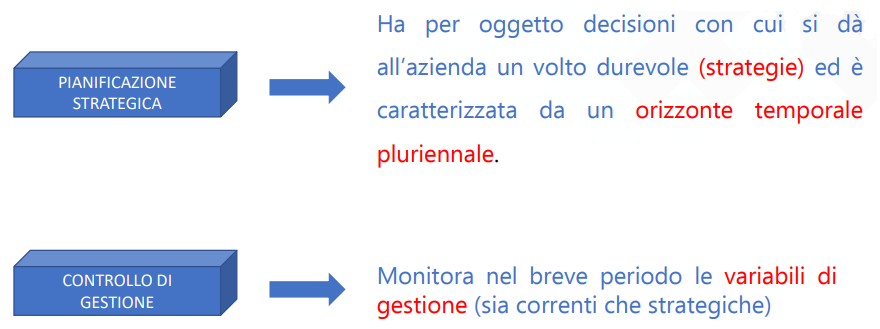 PIANIFICAZIONE
STRATEGICA
Ha per oggetto decisioni con cui si dà
all’azienda un volto durevole (strategie) ed è
caratterizzata da un orizzonte temporale
pluriennale.
CONTROLLO DI
GESTIONE
Monitora nel breve periodo le variabili di
gestione (sia correnti che strategiche)